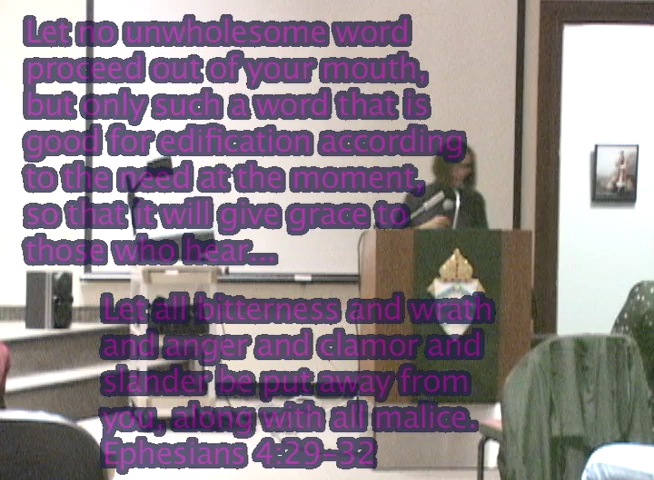 Let no unwholesome word
proceed out of your mouth,
but only such a word that is
good for edification according
to the need at the moment,
so that it will give grace to
those who hear...
Let all bitterness and wrath
and anger and clamor and
slander be put away from
you, along with all malice.
Ephesians 4:29-32